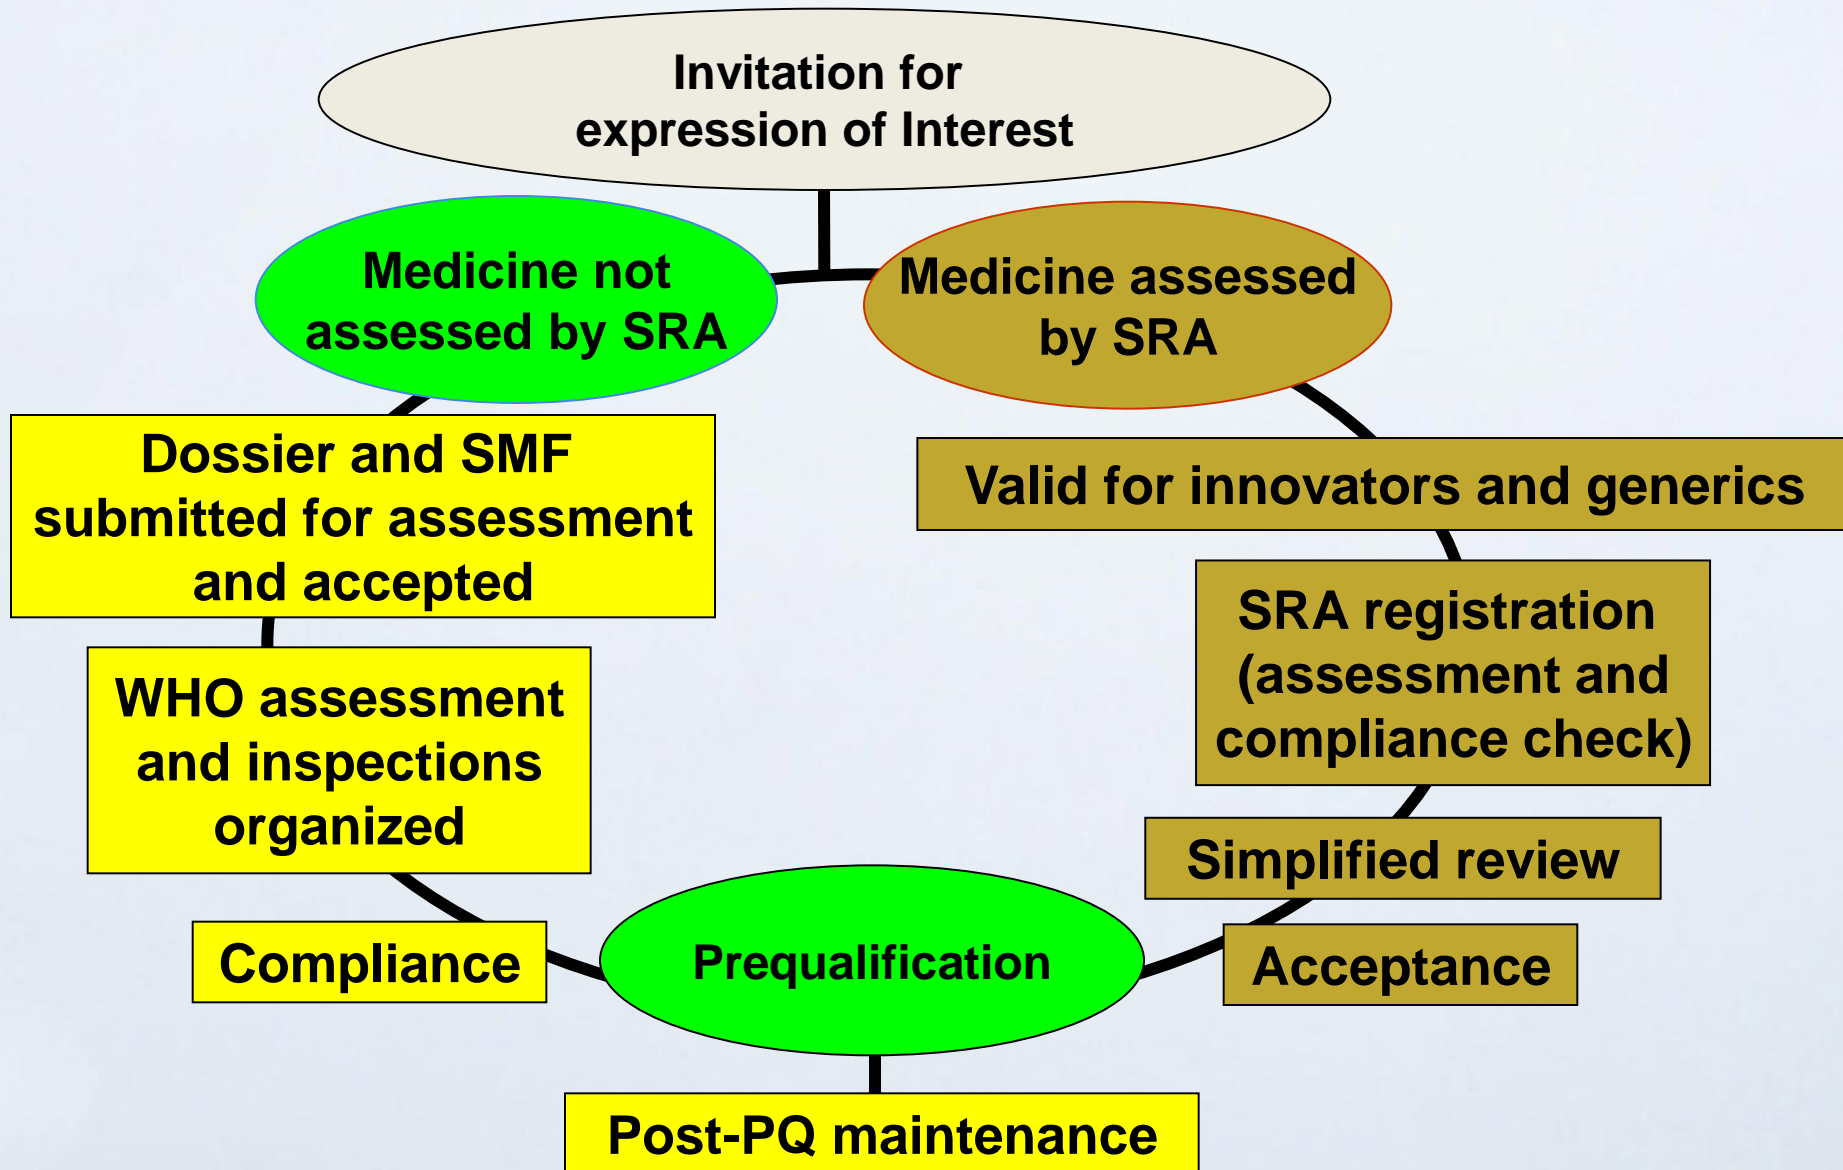 Invitation for
expression of Interest
Medicine not
assessed by SRA
Medicine assessed
by SRA
Dossier and SMF
submitted for assessment
and accepted
Valid for innovators and generics
WHO assessment
and inspections
organized
SRA registration
(assessment and
compliance check)
Simplified review
Compliance
Prequalification
Acceptance
Post-PQ maintenance